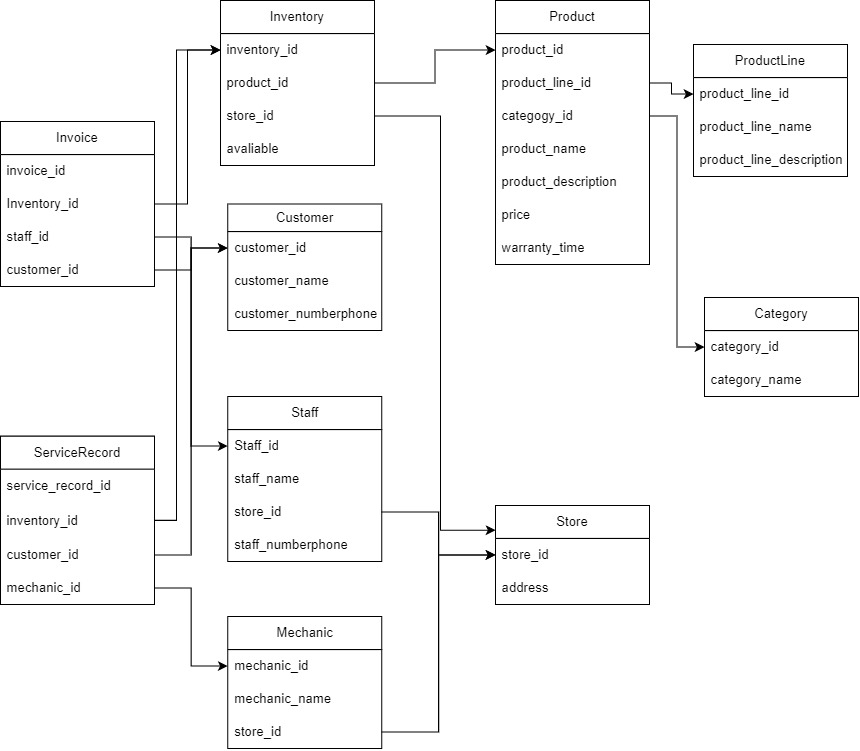 Inventory
inventory_id
product_id
store_id
avaliable
Product
product_id
product_line_id
categogy_id
product_name
product_description
price
warranty_time
ProductLine
product_line_id
product_line_name
product_line_description
Invoice
invoice_id
Inventory_id
staff_id
customer_id
Customer
customer_id
customer_name
customer_numberphone
Category
category_id
category_name
Staff
Staff_id
staff_name
store_id
staff_numberphone
ServiceRecord
service_record_id
inventory_id
customer_id
mechanic_id
Store
store_id
address
Mechanic
mechanic_id
mechanic_name
store_id